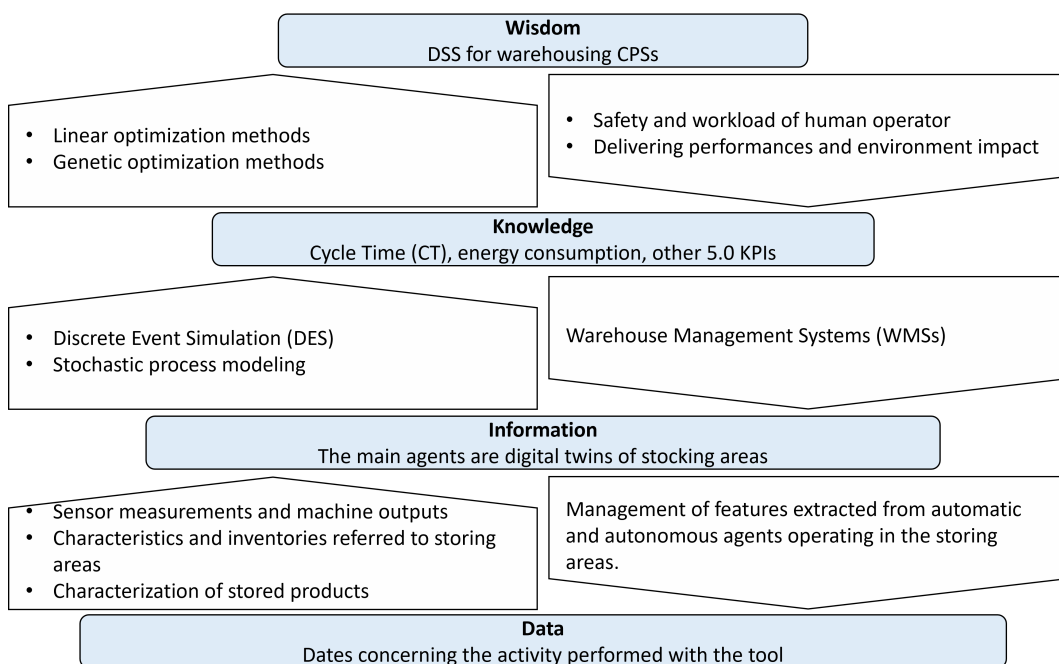 Wisdom
DSS for warehousing CPSs
• Linear optimization methods
• Genetic optimization methods
• Safety and workload of human operator
• Delivering performances and environment impact
Knowledge
Cycle Time (CT), energy consumption, other 5.0 KPIs
• Discrete Event Simulation (DES)
• Stochastic process modeling
Warehouse Management Systems (WMSs)
Information
The main agents are digital twins of stocking areas
• Sensor measurements and machine outputs
• Characteristics and inventories referred to storing
areas
• Characterization of stored products
Management of features extracted from automatic
and autonomous agents operating in the storing
areas.
Data
Dates concerning the activity performed with the tool